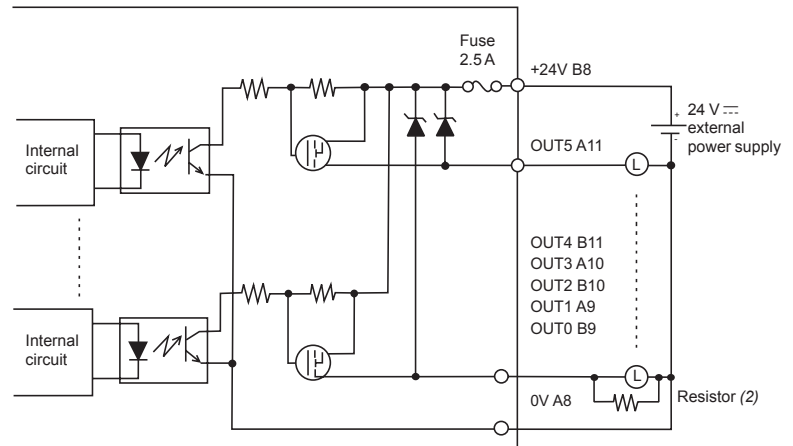 Fuse
2.5 A
+24V B8
24 V ⎓
external
power supply
+
-
OUT5 A11
L
Internal
circuit
OUT4 B11
OUT3 A10
OUT2 B10
OUT1 A9
OUT0 B9
Internal
circuit
L
0V A8
Resistor (2)